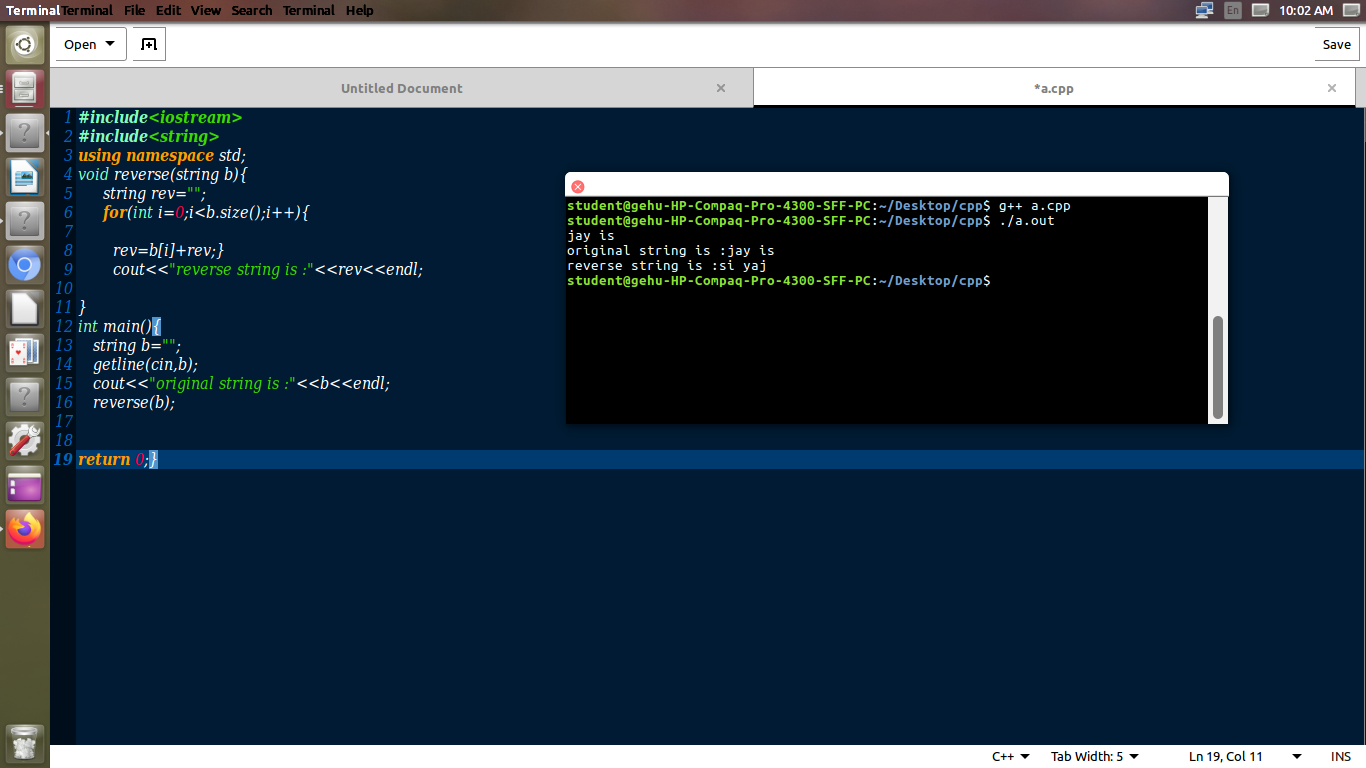 TerminalTerminal File Edit View Search Terminal Help En 10:02 AM
Open Save
Untitled Document × *a.cpp ×
1 #include<iostream>
2 #include<string>
3 using namespace std;
4 void reverse(string b){
5 string rev="";
6 for(int i=0;i<b.size();i++){
7
8 rev=b[i]+rev;}
9 cout<<"reverse string is :"<<rev<<endl;
10
11 }
12 int main(){
13 string b="";
14 getline(cin,b);
15 cout<<"original string is :"<<b<<endl;
16 reverse(b);
17
18
19 return 0;}
student@gehu-HP-Compaq-Pro-4300-SFF-PC:~/Desktop/cpp$ g++ a.cpp
student@gehu-HP-Compaq-Pro-4300-SFF-PC:~/Desktop/cpp$ ./a.out
jay is
original string is :jay is
reverse string is :si yaj
student@gehu-HP-Compaq-Pro-4300-SFF-PC:~/Desktop/cpp$
C++ Tab Width: 5 Ln 19, Col 11 INS